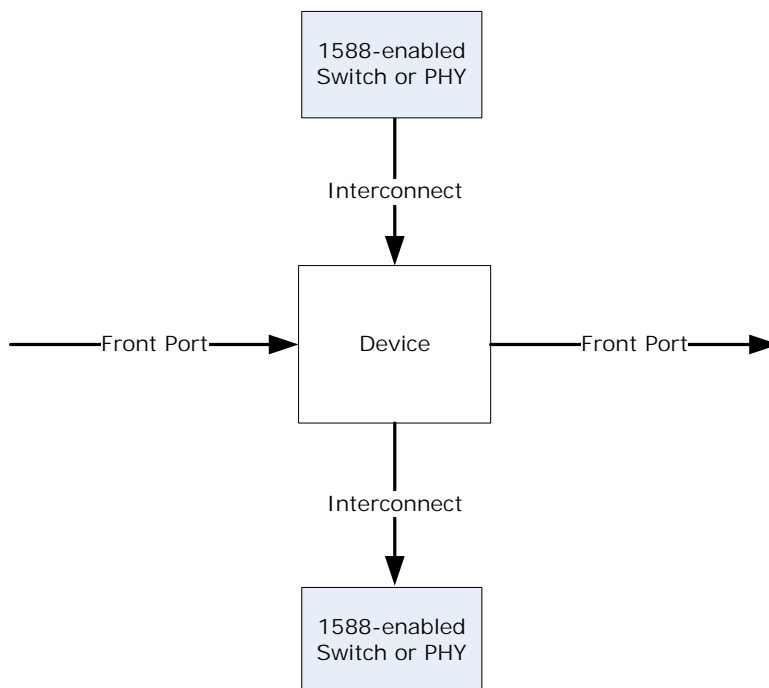 1588-enabled
Switch or PHY
Interconnect
Front Port
Device
Front Port
Interconnect
1588-enabled
Switch or PHY